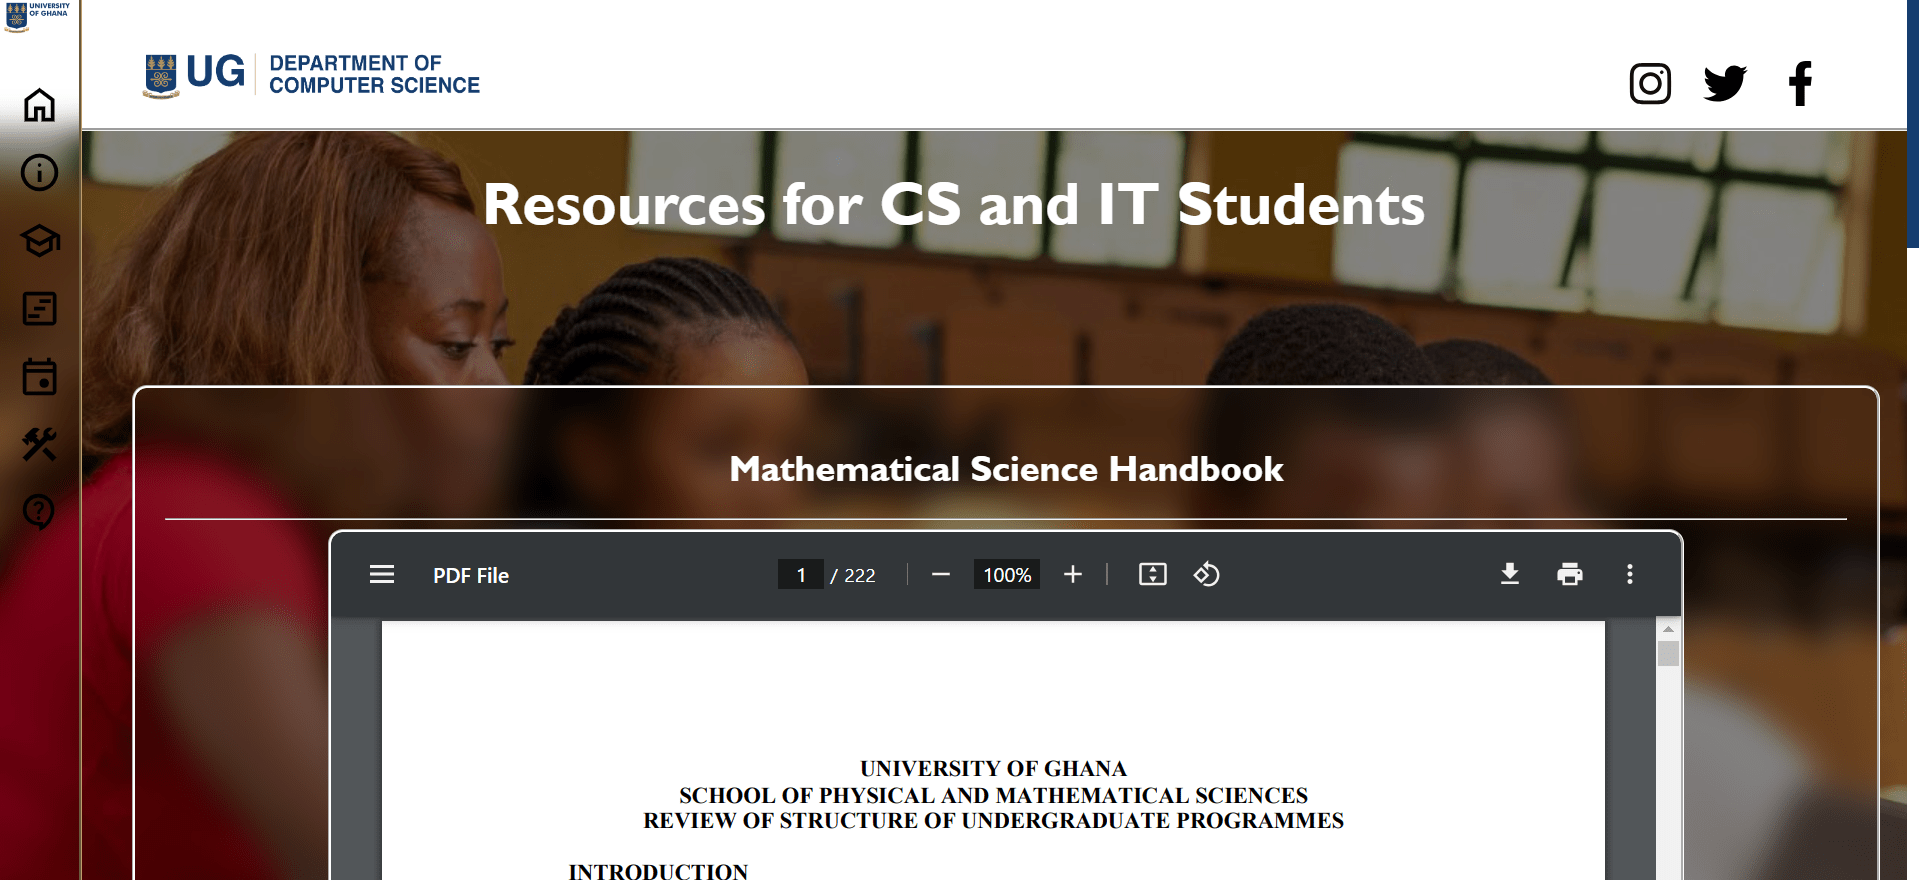 UNIVERSITY
OF GHANA
UG
DEPARTMENT OF
COMPUTER SCIENCE
Resources for CS and IT Students
Mathematical Science Handbook
PDF File
1 / 222
100%
UNIVERSITY OF GHANA
SCHOOL OF PHYSICAL AND MATHEMATICAL SCIENCES
REVIEW OF STRUCTURE OF UNDERGRADUATE PROGRAMMES
INTRODUCTION